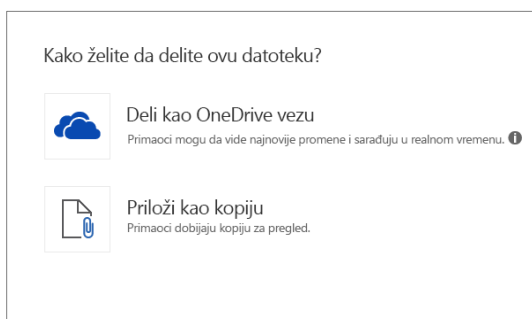 Kako želite da delite ovu datoteku?
Deli kao OneDrive vezu
Primaoci mogu da vide najnovije promene i sarađuju u realnom vremenu.
Priloži kao kopiju
Primaoci dobijaju kopiju za pregled.